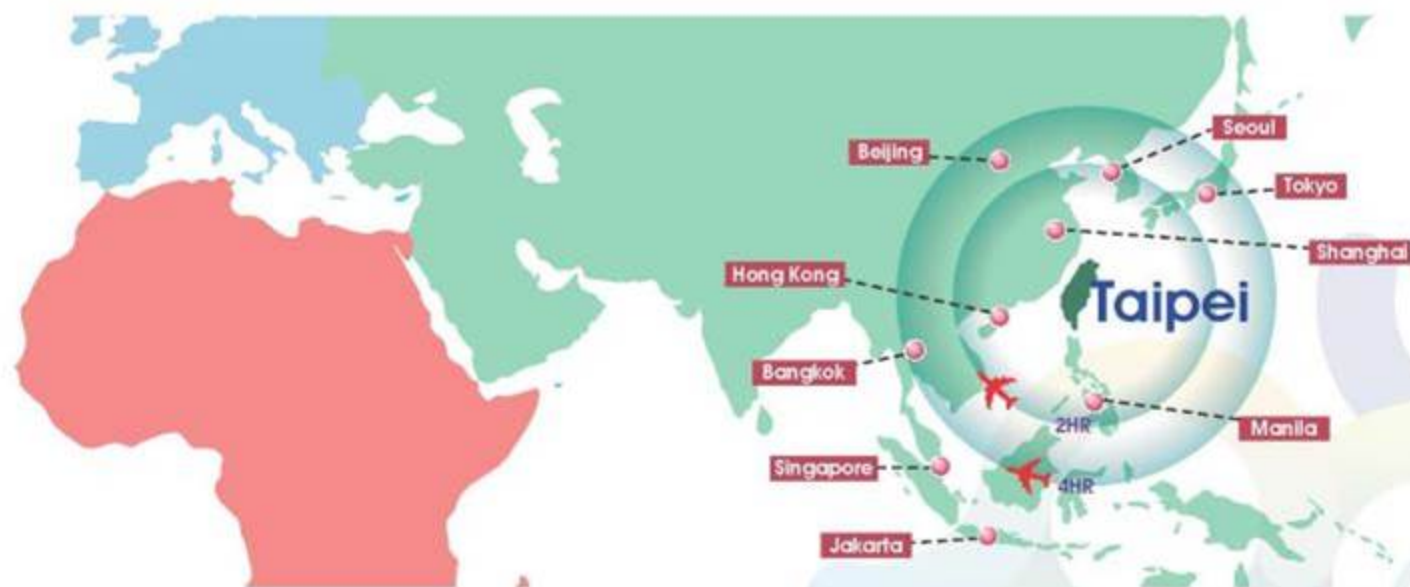 Seoul
Beijing
Tokyo
Shanghai
Hong Kong
Taipei
Bangkok
2HR
Manila
Singapore
4HR
Jakarta